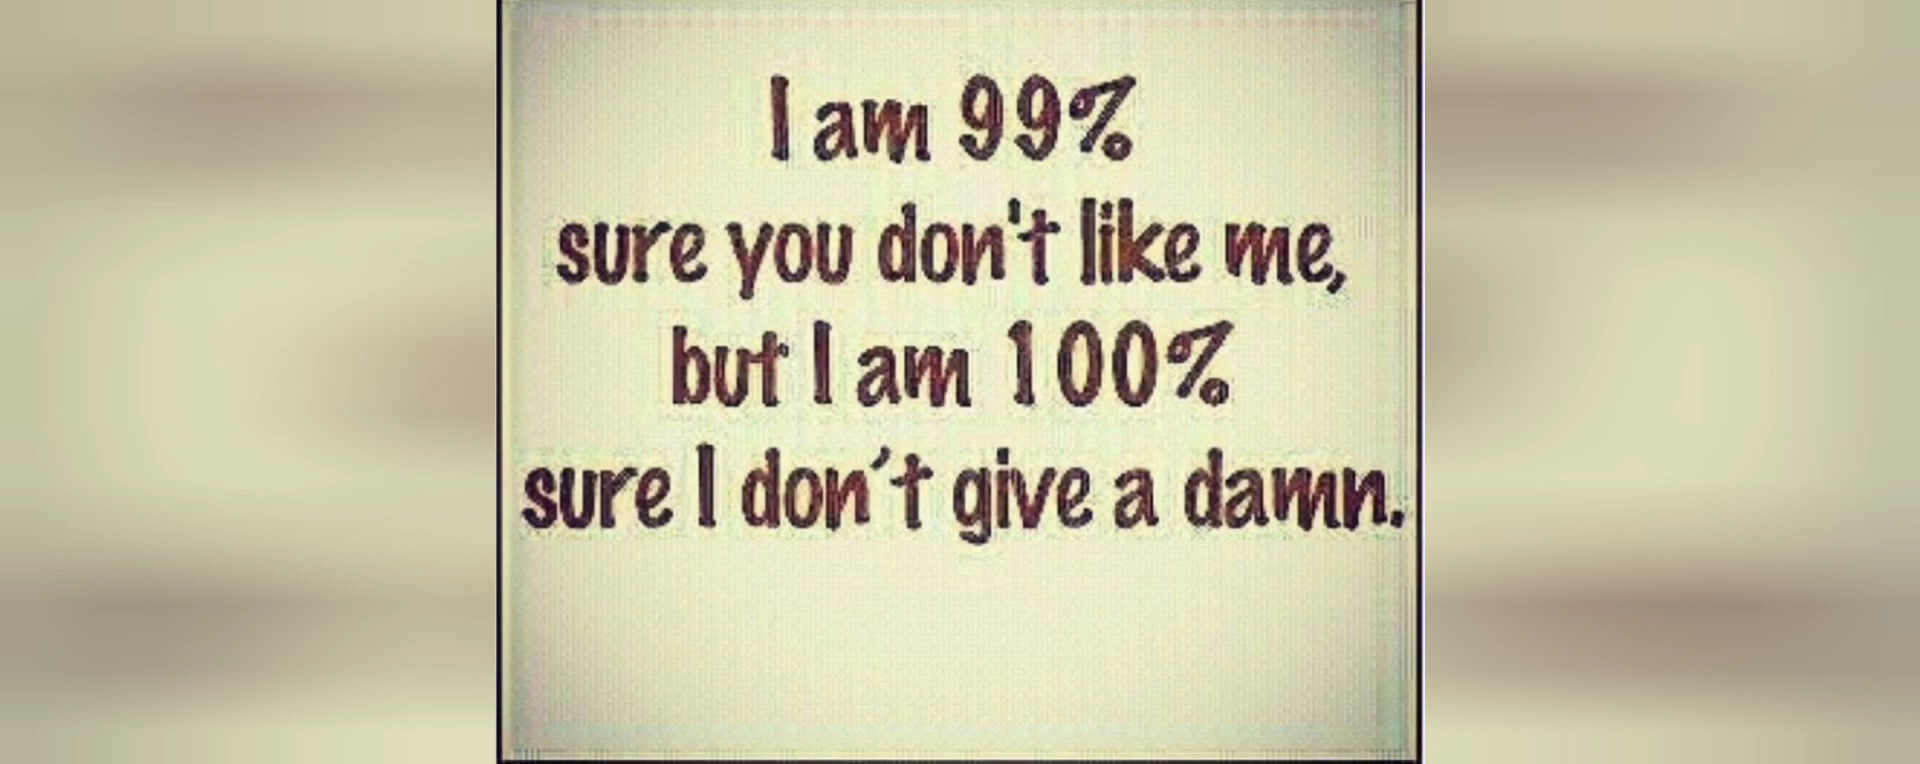 I am 99%
sure you don't like me,
but I am 100%
sure I don't give a damn.